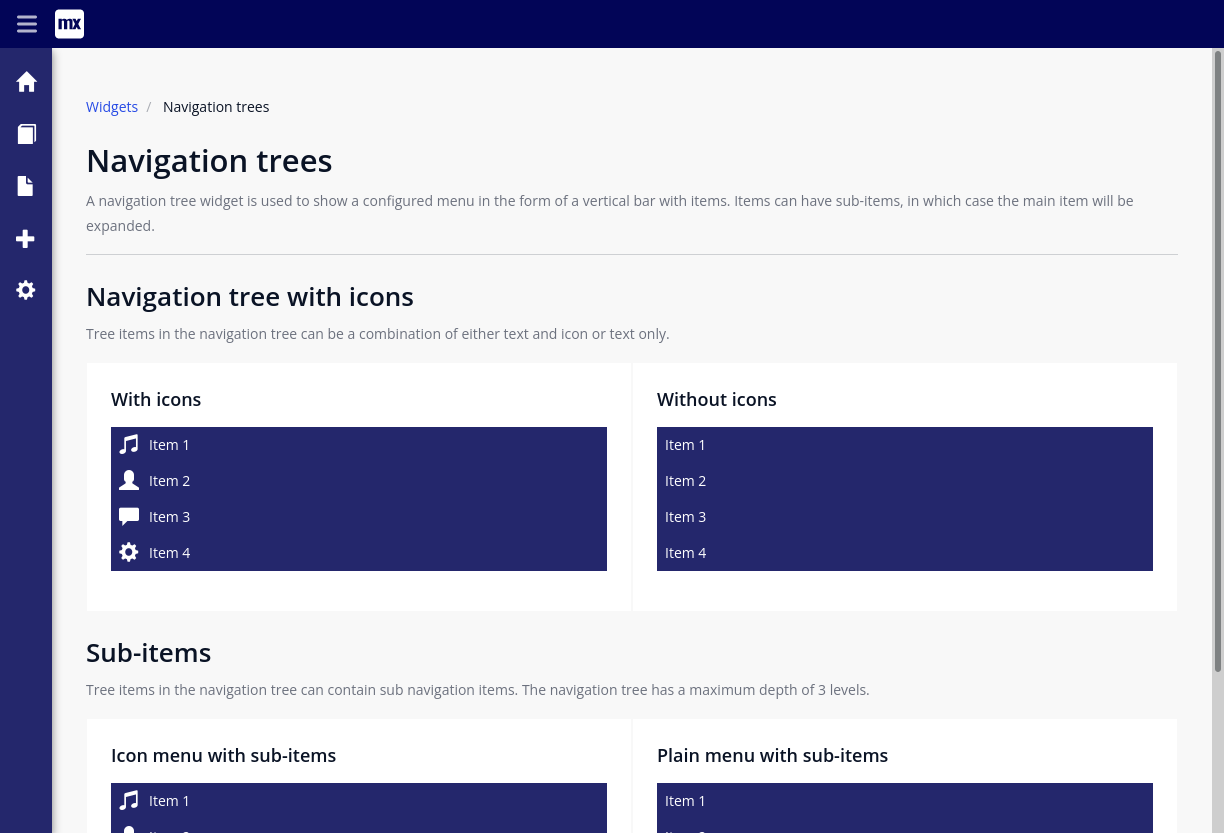 mx
Widgets / Navigation trees
Navigation trees
A navigation tree widget is used to show a configured menu in the form of a vertical bar with items. Items can have sub-items, in which case the main item will be
expanded.
Navigation tree with icons
Tree items in the navigation tree can be a combination of either text and icon or text only.
With icons
Item 1
Item 2
Item 3
Item 4
Without icons
Item 1
Item 2
Item 3
Item 4
Sub-items
Tree items in the navigation tree can contain sub navigation items. The navigation tree has a maximum depth of 3 levels.
Icon menu with sub-items
Item 1
Plain menu with sub-items
Item 1